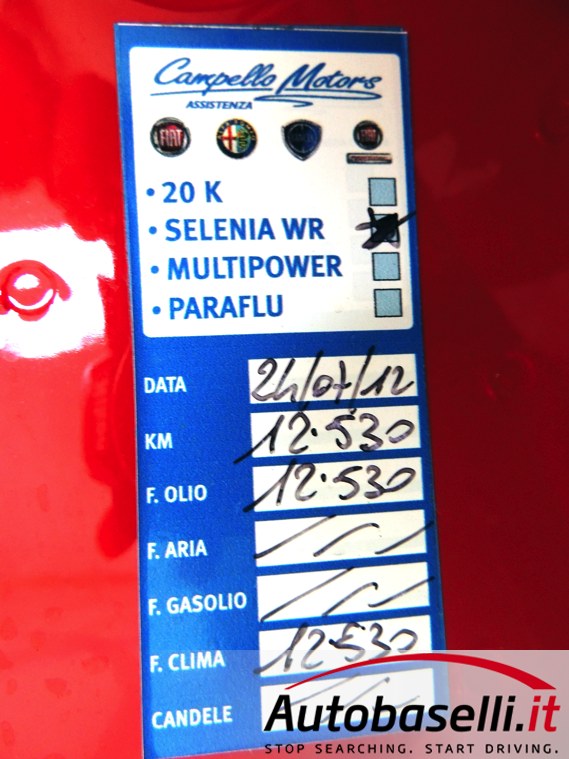 Campello Motors
ASSISTENZA
FIAT
• 20 K
• SELENIA WR
• MULTIPOWER
• PARAFLU
DATA 24/07/12
KM 12.530
F. OLIO 12.530
F. ARIA
F. GASOLIO
F. CLIMA 12.530
CANDELE
Autobaselli.it
STOP SEARCHING. START DRIVING.